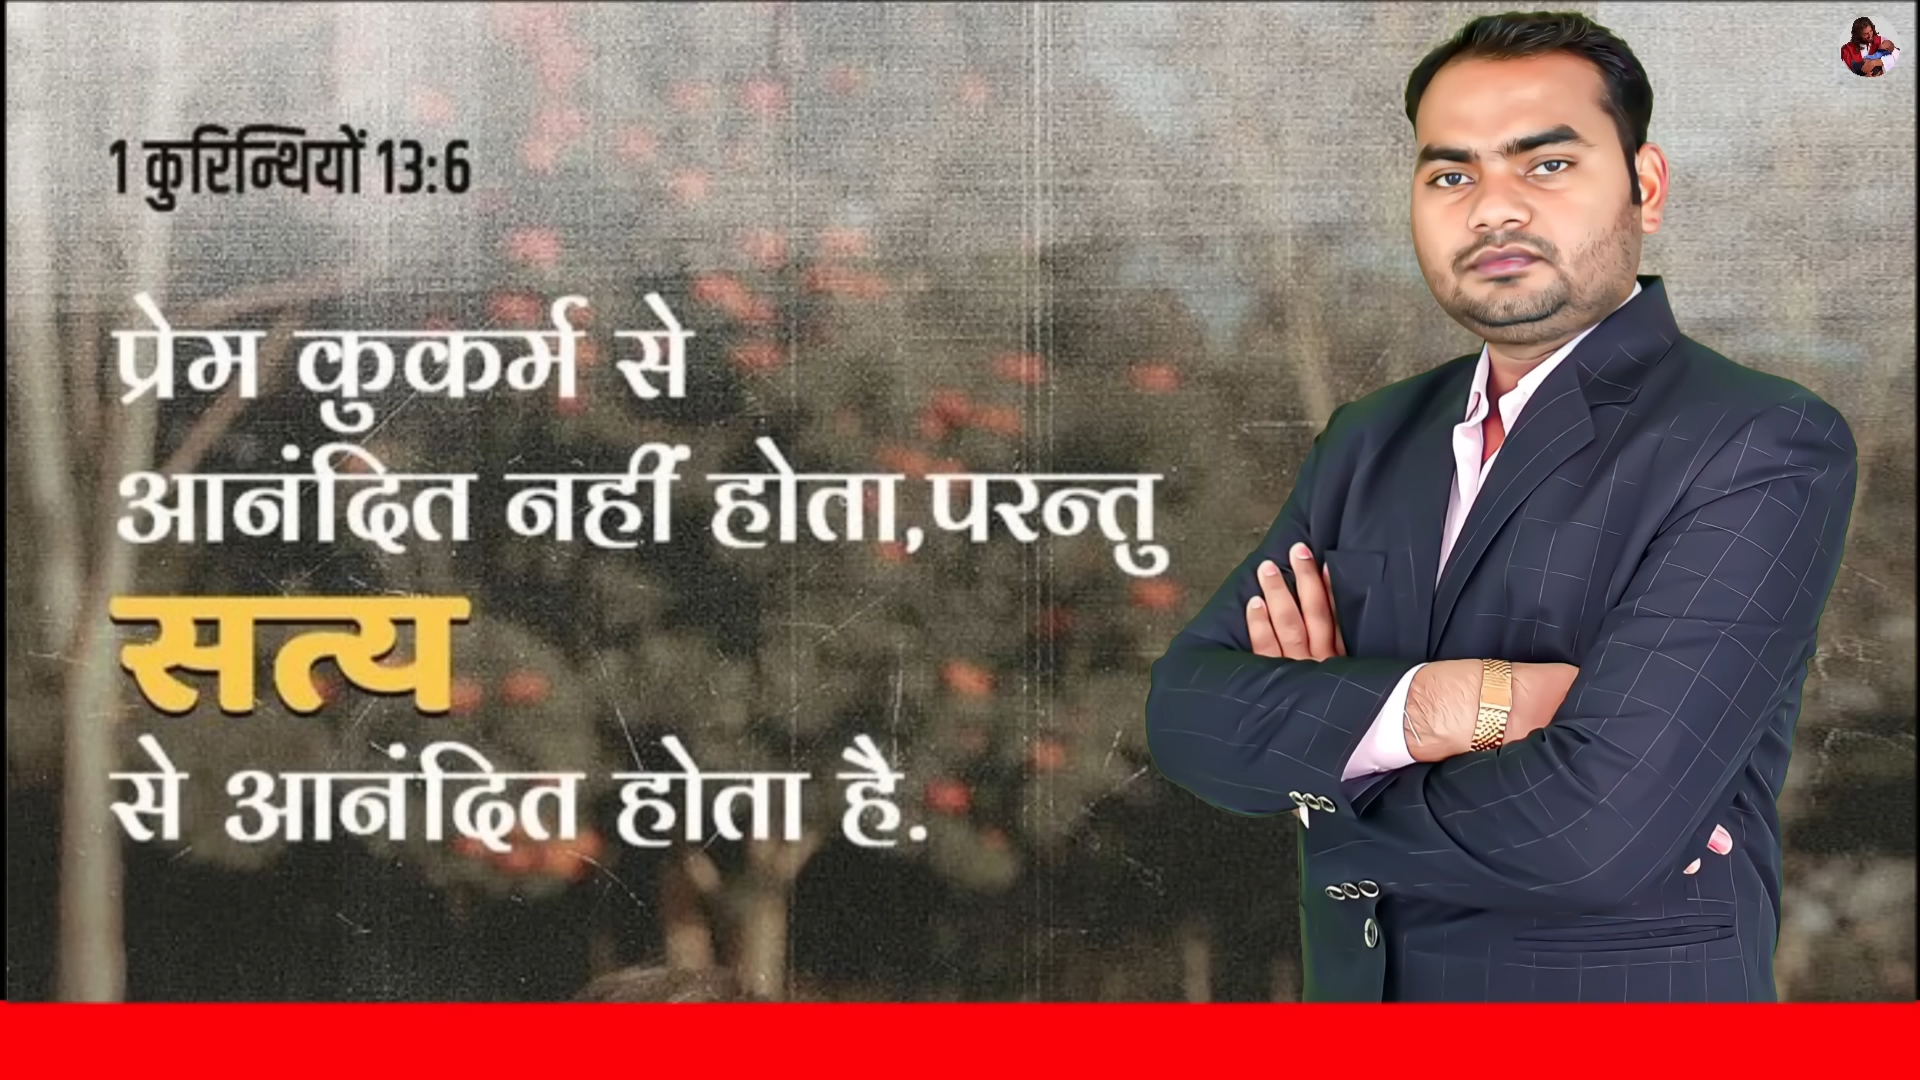 1 कुरिन्थियों 13:6
प्रेम कुकर्म से
आनंदित नहीं होता,परन्तु
सत्य
से आनंदित होता है.